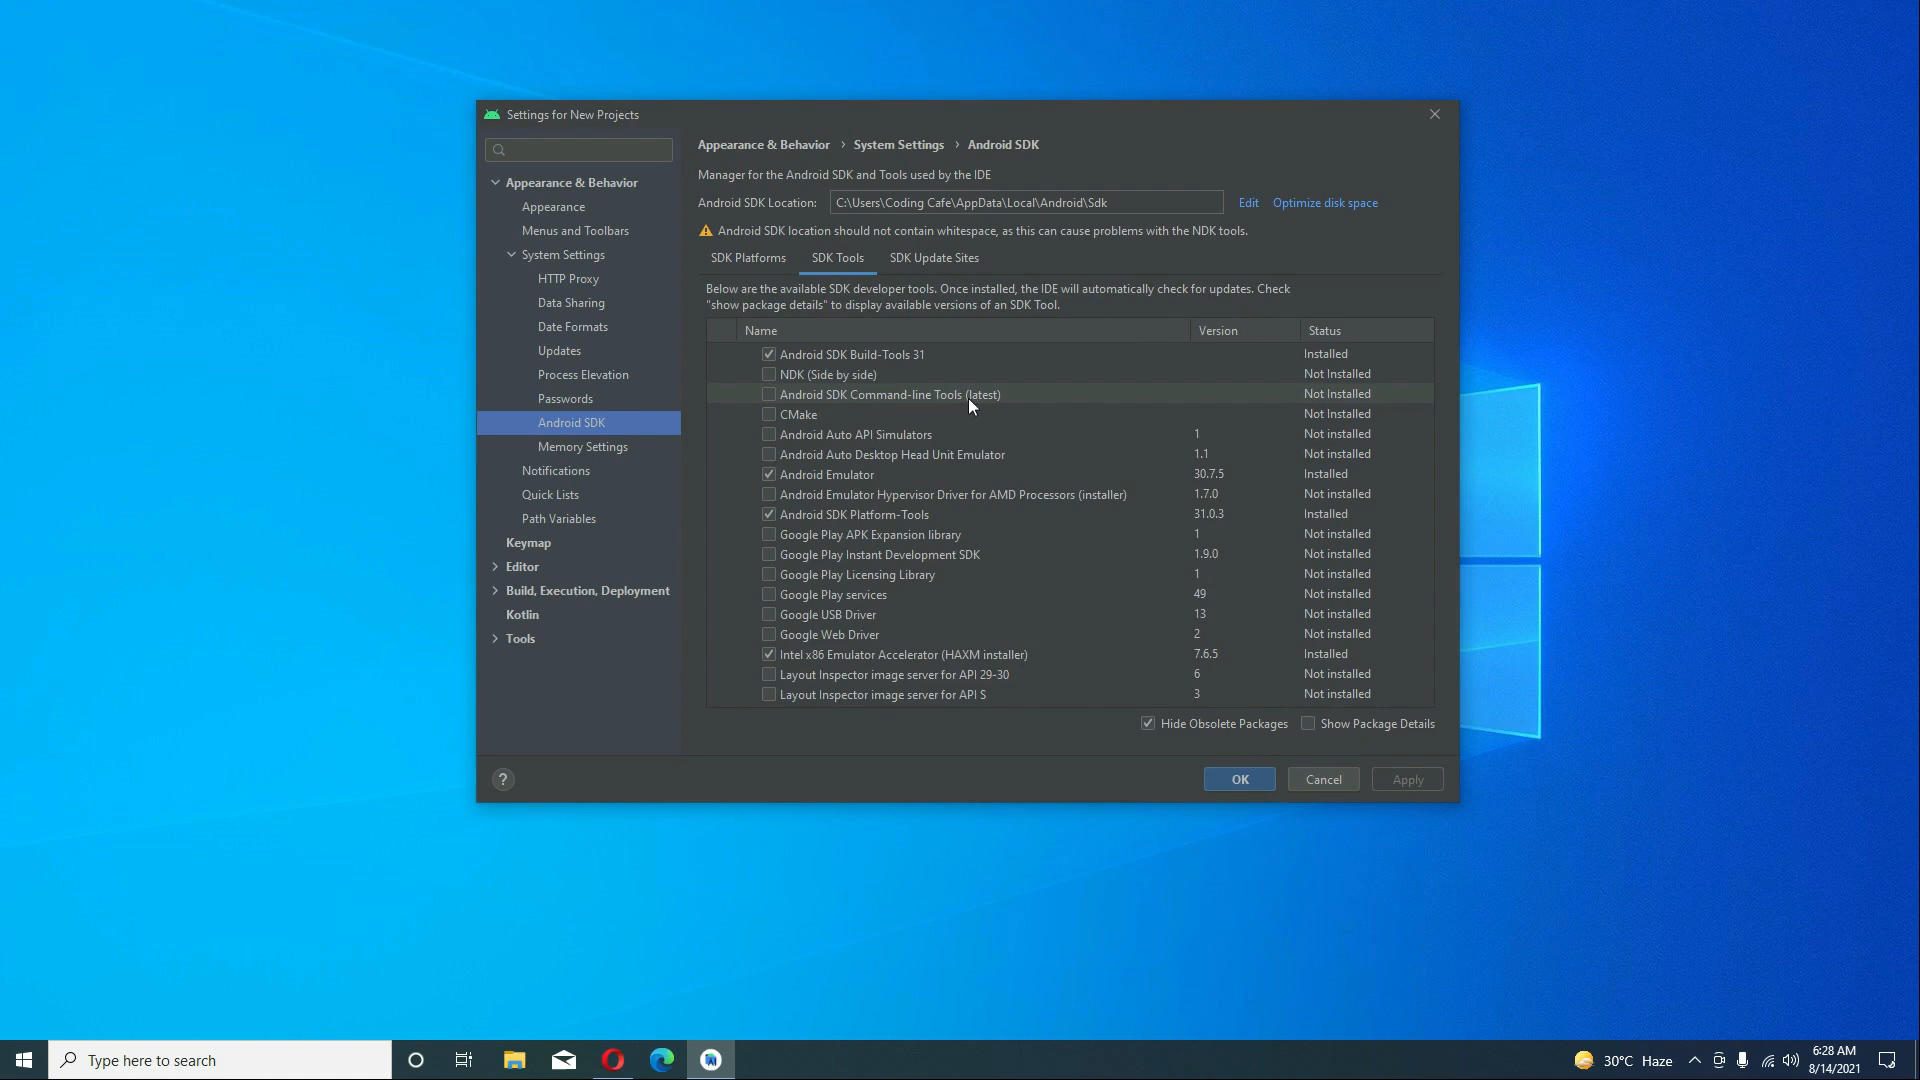 Settings for New Projects
Appearance & Behavior
Appearance
Menus and Toolbars
System Settings
HTTP Proxy
Data Sharing
Date Formats
Updates
Process Elevation
Passwords
Android SDK
Memory Settings
Notifications
Quick Lists
Path Variables
Keymap
Editor
Build, Execution, Deployment
Kotlin
Tools
Appearance & Behavior › System Settings › Android SDK
Manager for the Android SDK and Tools used by the IDE
Android SDK Location: C:\Users\Coding Cafe\AppData\Local\Android\Sdk Edit Optimize disk space
Android SDK location should not contain whitespace, as this can cause problems with the NDK tools.
SDK Platforms SDK Tools SDK Update Sites
Below are the available SDK developer tools. Once installed, the IDE will automatically check for updates. Check
"show package details" to display available versions of an SDK Tool.
Name Version Status
Android SDK Build-Tools 31 Installed
NDK (Side by side) Not Installed
Android SDK Command-line Tools (latest) Not Installed
CMake Not Installed
Android Auto API Simulators 1 Not installed
Android Auto Desktop Head Unit Emulator 1.1 Not installed
Android Emulator 30.7.5 Installed
Android Emulator Hypervisor Driver for AMD Processors (installer) 1.7.0 Not installed
Android SDK Platform-Tools 31.0.3 Installed
Google Play APK Expansion library 1 Not installed
Google Play Instant Development SDK 1.9.0 Not installed
Google Play Licensing Library 1 Not installed
Google Play services 49 Not installed
Google USB Driver 13 Not installed
Google Web Driver 2 Not installed
Intel x86 Emulator Accelerator (HAXM installer) 7.6.5 Installed
Layout Inspector image server for API 29-30 6 Not installed
Layout Inspector image server for API S 3 Not installed
Hide Obsolete Packages Show Package Details
? OK Cancel Apply
Type here to search
30°C Haze
6:28 AM
8/14/2021